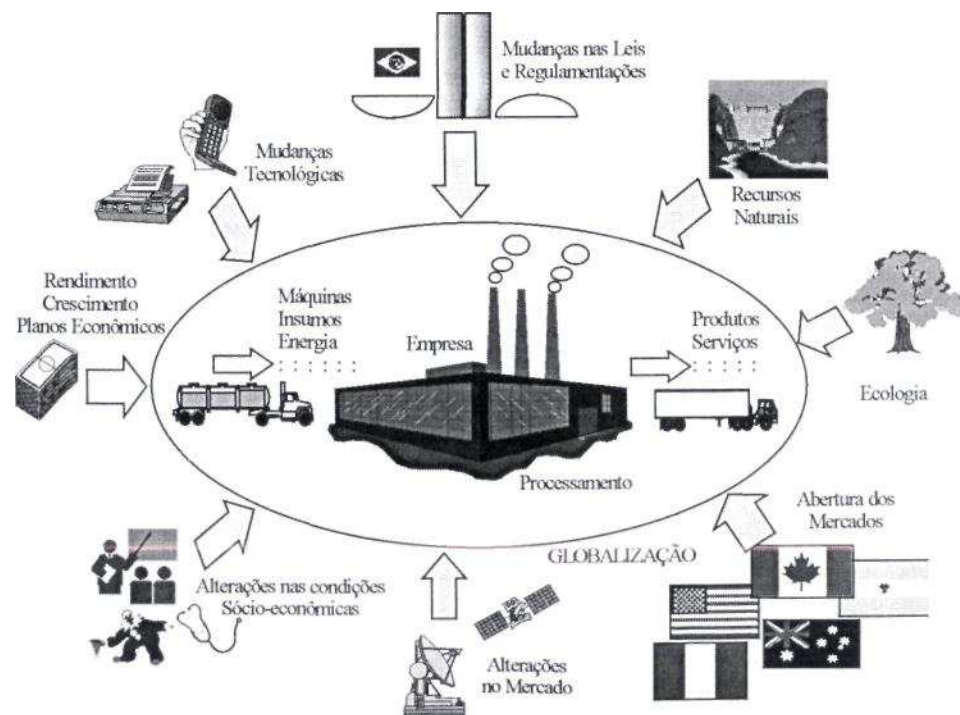 Mudanças nas Leis
e Regulamentações
Mudanças
Tecnológicas
Recursos
Naturais
Rendimento
Crescimento
Planos Econômicos
Máquinas
Insumos
Energia
Empresa
Produtos
Serviços
Ecologia
Processamento
Abertura dos
Mercados
GLOBALIZAÇÃO
Alterações nas condições
Sócio-econômicas
Alterações
no Mercado